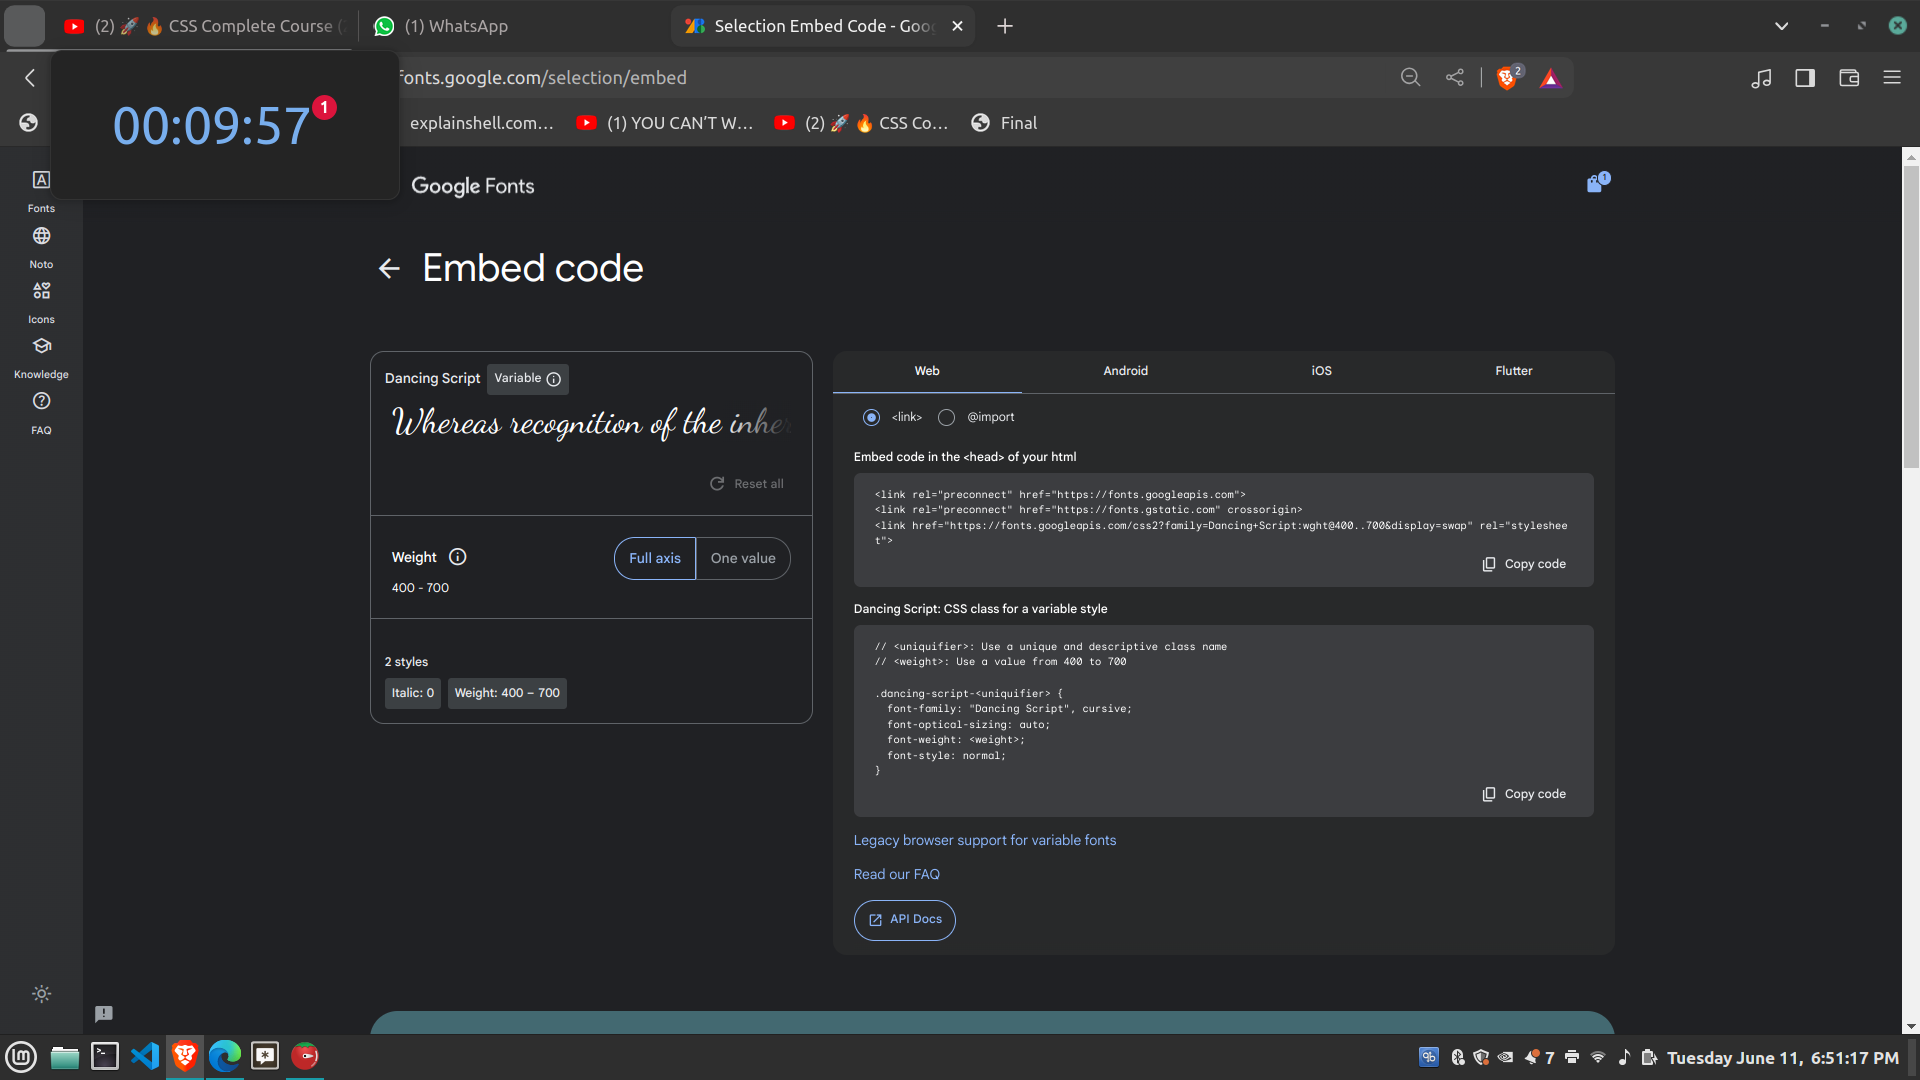 (2) 🚀 🔥 CSS Complete Course (
(1) WhatsApp
Selection Embed Code - Goo
00:09:57
1
fonts.google.com/selection/embed
2
explainshell.com...
(1) YOU CAN'T W...
(2) 🚀 🔥 CSS Co...
Final
Fonts
Noto
Icons
Knowledge
FAQ
Google Fonts
1
Embed code
Dancing Script
Variable
Whereas recognition of the inher
Reset all
Weight
Full axis
One value
400 - 700
2 styles
Italic: 0
Weight: 400 – 700
Web
Android
iOS
Flutter
<link>
@import
Embed code in the <head> of your html
<link rel="preconnect" href="https://fonts.googleapis.com">
<link rel="preconnect" href="https://fonts.gstatic.com" crossorigin>
<link href="https://fonts.googleapis.com/css2?family=Dancing+Script:wght@400..700&display=swap" rel="styleshee
t">
Copy code
Dancing Script: CSS class for a variable style
// <uniquifier>: Use a unique and descriptive class name
// <weight>: Use a value from 400 to 700
.dancing-script-<uniquifier> {
font-family: "Dancing Script", cursive;
font-optical-sizing: auto;
font-weight: <weight>;
font-style: normal;
}
Copy code
Legacy browser support for variable fonts
Read our FAQ
API Docs
qb
7
Tuesday June 11, 6:51:17 PM